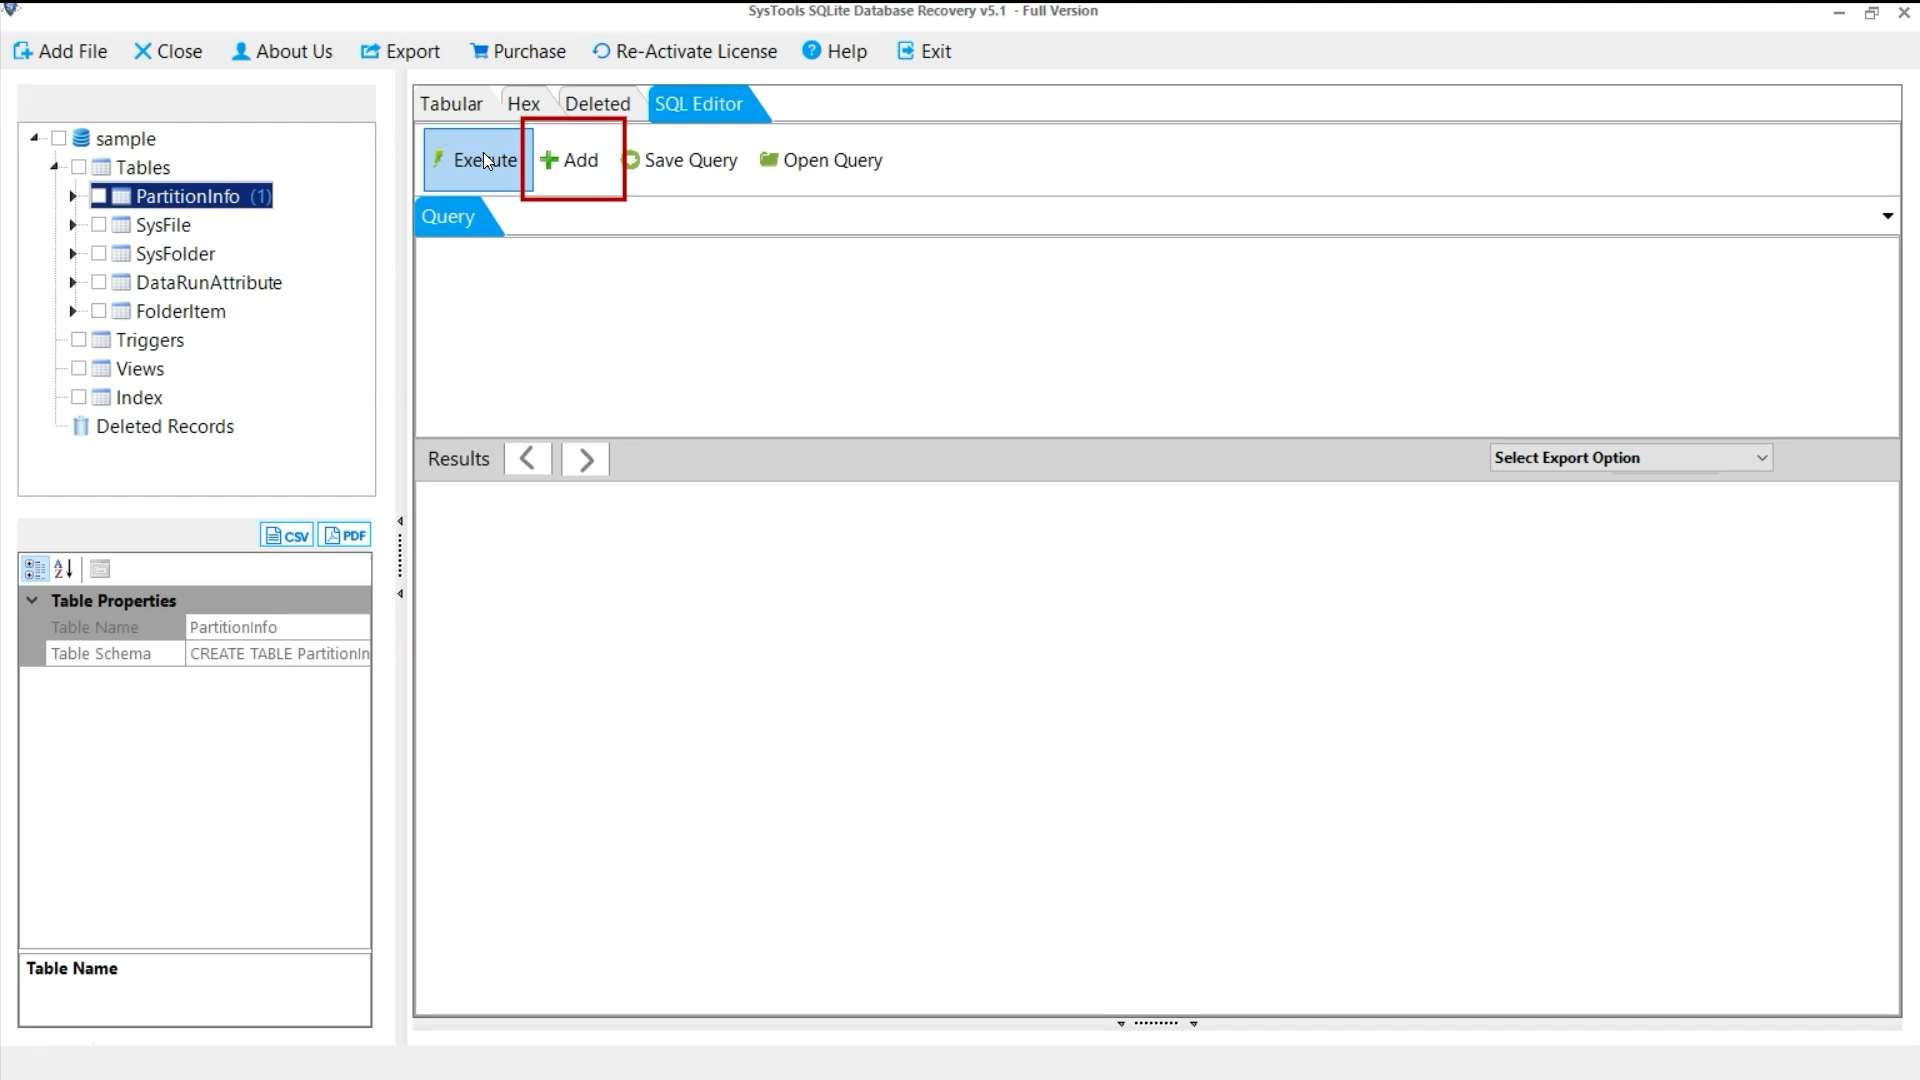 SysTools SQLite Database Recovery v5.1 - Full Version
Add File Close About Us Export Purchase Re-Activate License Help Exit
sample
Tables
PartitionInfo (1)
SysFile
SysFolder
DataRunAttribute
FolderItem
Triggers
Views
Index
Deleted Records
CSV PDF
Table Properties
Table Name PartitionInfo
Table Schema CREATE TABLE PartitionIn
Table Name
Tabular Hex Deleted SQL Editor
Execute Add Save Query Open Query
Query
Results Select Export Option